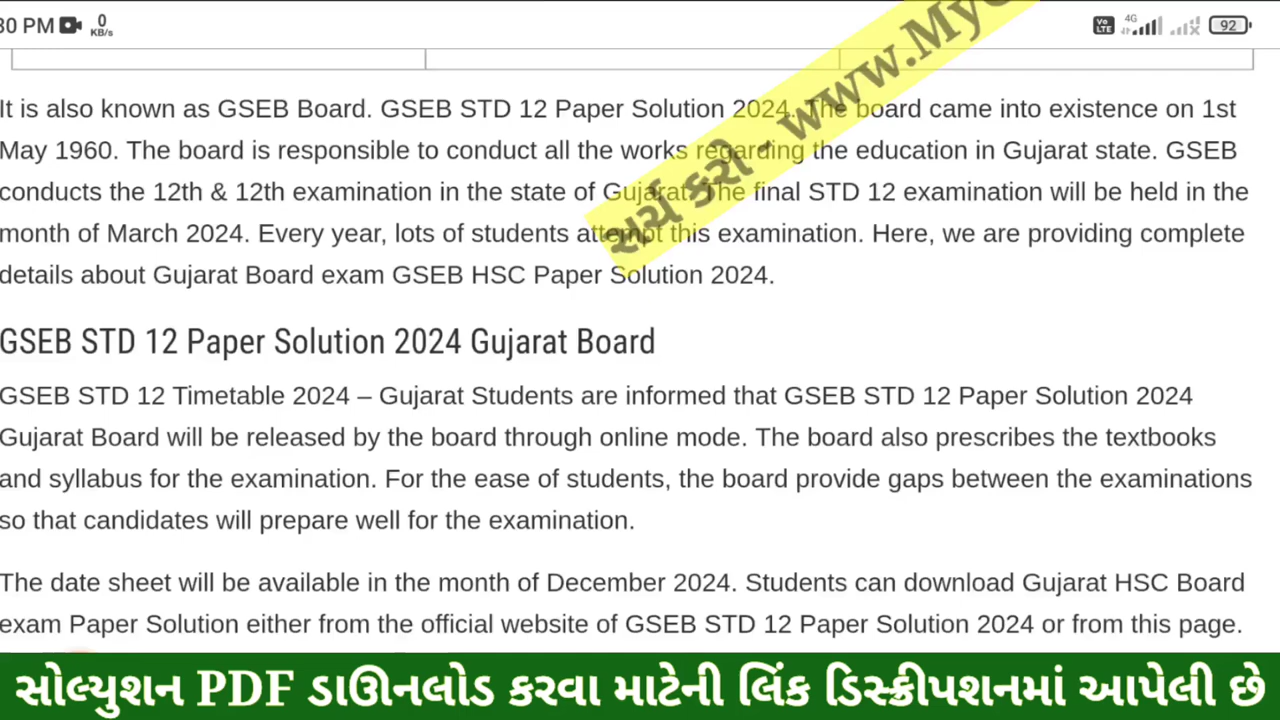 30 PM 0 KB/s Vo LTE 4G 92
સર્ચ કરો - www.My
It is also known as GSEB Board. GSEB STD 12 Paper Solution 2024. The board came into existence on 1st
May 1960. The board is responsible to conduct all the works regarding the education in Gujarat state. GSEB
conducts the 12th & 12th examination in the state of Gujarat. The final STD 12 examination will be held in the
month of March 2024. Every year, lots of students attempt this examination. Here, we are providing complete
details about Gujarat Board exam GSEB HSC Paper Solution 2024.
GSEB STD 12 Paper Solution 2024 Gujarat Board
GSEB STD 12 Timetable 2024 – Gujarat Students are informed that GSEB STD 12 Paper Solution 2024
Gujarat Board will be released by the board through online mode. The board also prescribes the textbooks
and syllabus for the examination. For the ease of students, the board provide gaps between the examinations
so that candidates will prepare well for the examination.
The date sheet will be available in the month of December 2024. Students can download Gujarat HSC Board
exam Paper Solution either from the official website of GSEB STD 12 Paper Solution 2024 or from this page.
સોલ્યુશન PDF ડાઊનલોડ કરવા માટેની લિંક ડિસ્ક્રીપશનમાં આપેલી છે